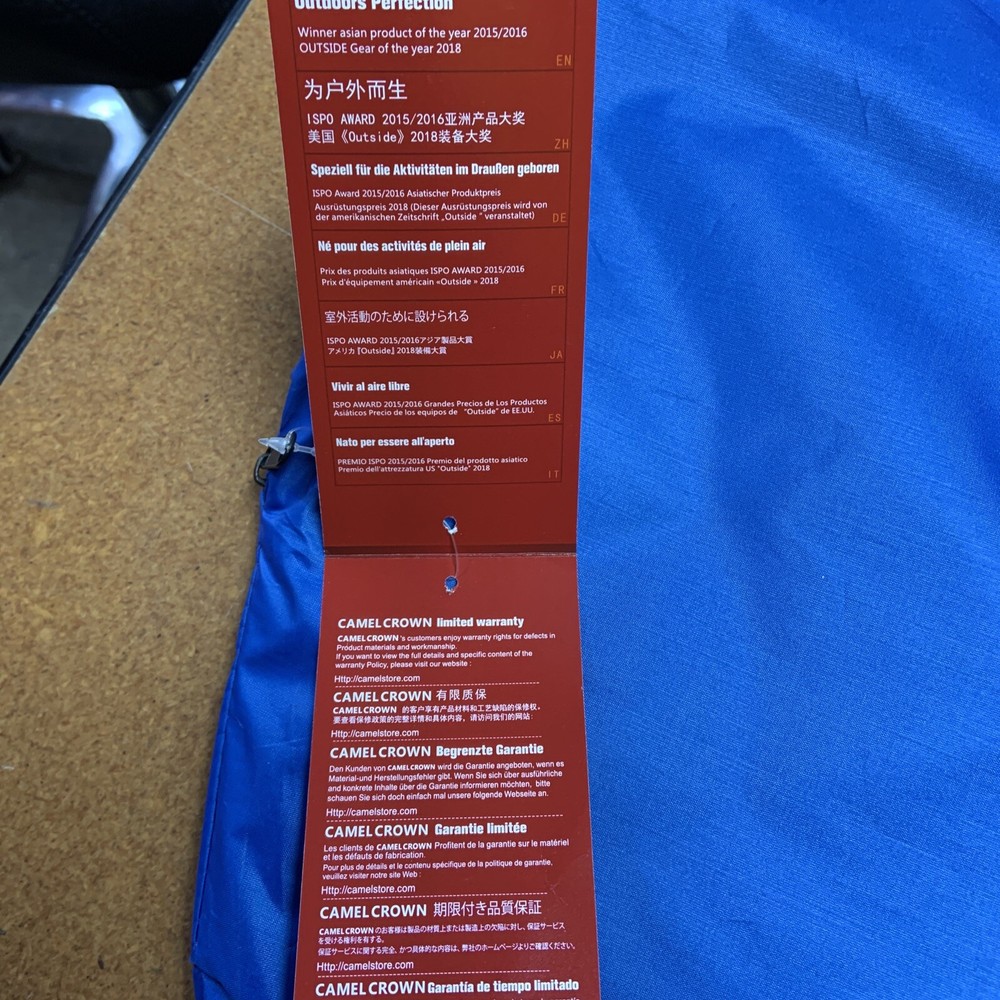 Outdoors Perfection
Winner asian product of the year 2015/2016
OUTSIDE Gear of the year 2018
EN
为户外而生
ISPO AWARD 2015/2016亚洲产品大奖
美国《Outside》2018装备大奖
ZH
Speziell für die Aktivitäten im Draußen geboren
ISPO Award 2015/2016 Asiatischer Produktpreis
Ausrüstungspreis 2018 (Dieser Ausrüstungspreis wird von
der amerikanischen Zeitschrift „Outside " veranstaltet)
DE
Né pour des activités de plein air
Prix des produits asiatiques ISPO AWARD 2015/2016
Prix d'équipement américain «Outside » 2018
FR
室外活動のために設けられる
ISPO AWARD 2015/2016アジア製品大賞
アメリカ『Outside』2018装備大賞
JA
Vivir al aire libre
ISPO AWARD 2015/2016 Grandes Precios de Los Productos
Asiáticos Precio de los equipos de "Outside" de EE.UU.
ES
Nato per essere all'aperto
PREMIO ISPO 2015/2016 Premio del prodotto asiatico
Premio dell'attrezzatura US "Outside" 2018
IT
CAMEL CROWN limited warranty
CAMEL CROWN 's customers enjoy warranty rights for defects in
Product materials and workmanship.
If you want to view the full details and specific content of the
warranty Policy, please visit our website :
Http://camelstore.com
CAMEL CROWN 有限质保
CAMEL CROWN 的客户享有产品材料和工艺缺陷的保修权。
要查看保修政策的完整详情和具体内容，请访问我们的网站:
Http://camelstore.com
CAMEL CROWN Begrenzte Garantie
Den Kunden von CAMEL CROWN wird die Garantie angeboten, wenn es
Material-und Herstellungsfehler gibt. Wenn Sie sich über ausführliche
and konkrete Inhalte über die Garantie informieren möchten, bitte
schauen Sie sich doch einfach mal unsere folgende Webseite an.
Http://camelstore.com
CAMEL CROWN Garantie limitée
Les clients de CAMEL CROWN Profitent de la garantie sur le matériel
et les défauts de fabrication.
Pour plus de détails et le contenu spécifique de la politique de garantie,
veuillez visiter notre site Web :
Http://camelstore.com
CAMEL CROWN 期限付き品質保証
CAMEL CROWN のお客様は製品の材質上または製造上の欠陥に対し、保証サービス
を受ける権利を有する。
保証サービスに関する完全、かつ具体的な内容は、弊社のホームページよりご確認ください。
Http://camelstore.com
CAMEL CROWN Garantía de tiempo limitado